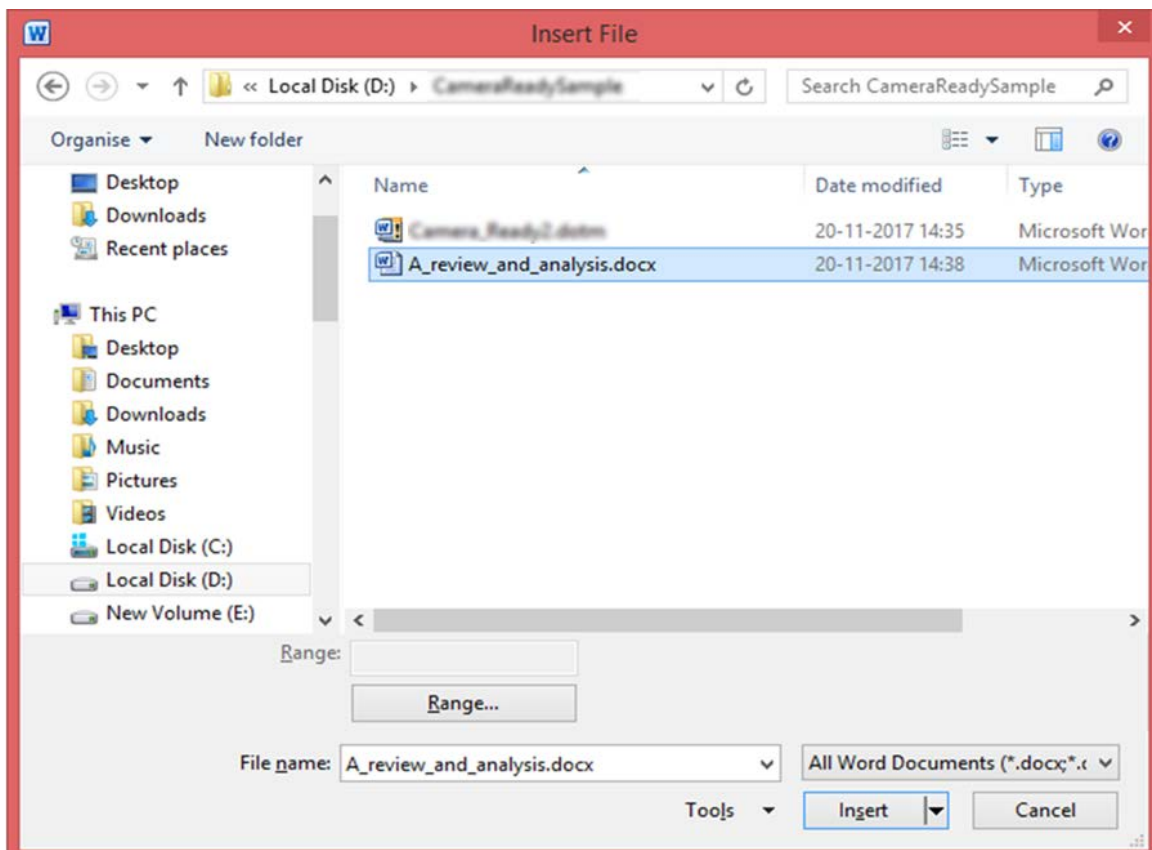 Insert File
« Local Disk (D:) CameraReadySample Search CameraReadySample
Organise New folder
Name Date modified Type
Camera_Ready2.dotm 20-11-2017 14:35 Microsoft Wor
A_review_and_analysis.docx 20-11-2017 14:38 Microsoft Wor
Desktop
Downloads
Recent places
This PC
Desktop
Documents
Downloads
Music
Pictures
Videos
Local Disk (C:)
Local Disk (D:)
New Volume (E:)
Range:
Range...
File name: A_review_and_analysis.docx All Word Documents (*.docx;*.
Tools Insert Cancel